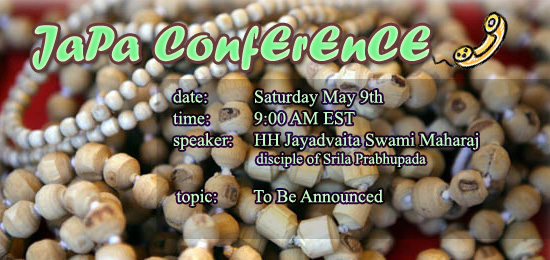 JaPa ConfErEnCE
date: Saturday May 9th
time: 9:00 AM EST
speaker: HH Jayadvaita Swami Maharaj
disciple of Srila Prabhupada
topic: To Be Announced